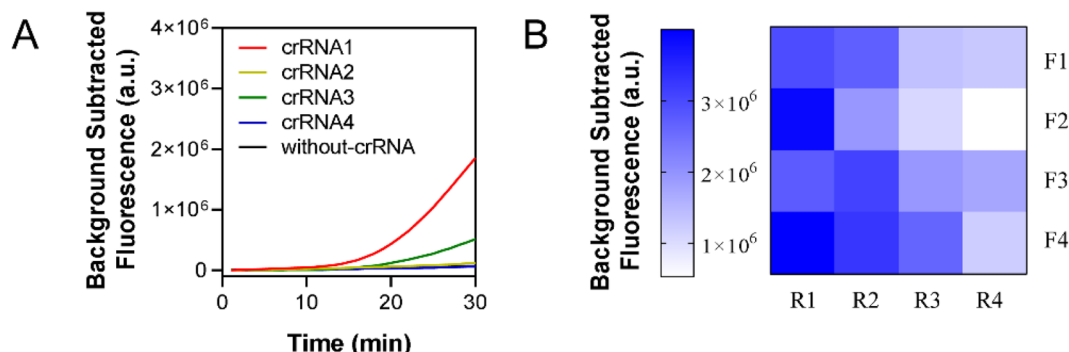 A
Background Subtracted
Fluorescence (a.u.)
4×10⁶
3×10⁶
2×10⁶
1×10⁶
0
crRNA1
crRNA2
crRNA3
crRNA4
without-crRNA
0
10
20
30
Time (min)
B
Background Subtracted
Fluorescence (a.u.)
3×10⁶
2×10⁶
1×10⁶
F1
F2
F3
F4
R1
R2
R3
R4